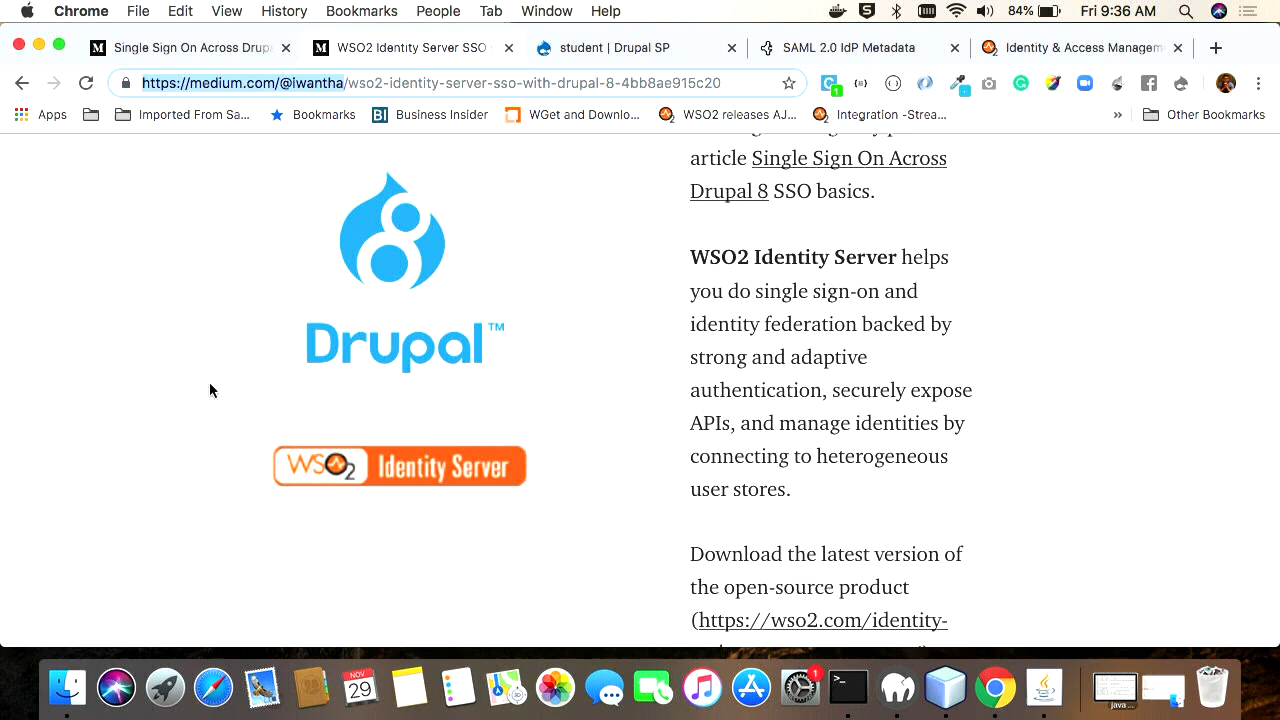 Chrome File Edit View History Bookmarks People Tab Window Help 84% Fri 9:36 AM
Single Sign On Across Drupa WSO2 Identity Server SSO student | Drupal SP SAML 2.0 IdP Metadata Identity & Access Managem
https://medium.com/@iwantha/wso2-identity-server-sso-with-drupal-8-4bb8ae915c20
Apps Imported From Sa... Bookmarks BI Business Insider WGet and Downlo... WSO2 releases AJ... Integration -Strea... » Other Bookmarks
article Single Sign On Across
Drupal 8 SSO basics.
WSO2 Identity Server helps
you do single sign-on and
identity federation backed by
strong and adaptive
authentication, securely expose
APIs, and manage identities by
connecting to heterogeneous
user stores.
Download the latest version of
the open-source product
(https://wso2.com/identity-
Drupal™
WSO2 Identity Server
NOV
29
1
java ...